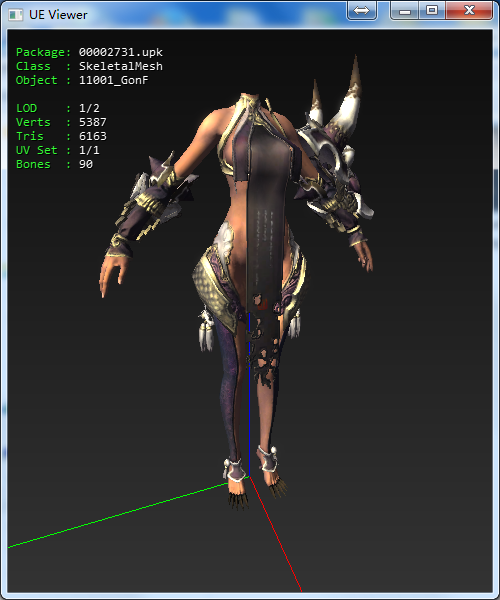 UE Viewer
Package: 00002731.upk
Class : SkeletalMesh
Object : 11001_GonF
LOD : 1/2
Verts : 5387
Tris : 6163
UV Set : 1/1
Bones : 90